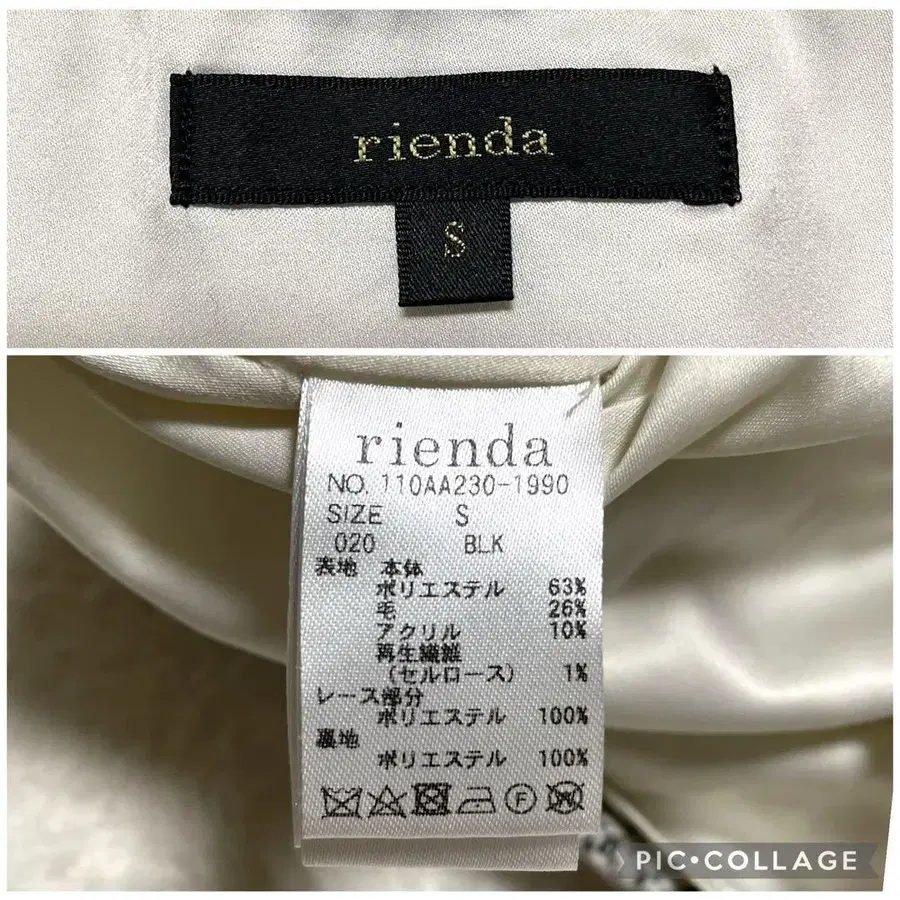 rienda
S
rienda
NO. 110AA230-1990
SIZE S
020 BLK
表地 本体
ポリエステル 63%
毛 26%
アクリル 10%
再生繊維
(セルロース) 1%
レース部分
ポリエステル 100%
裏地
ポリエステル 100%
F W
PIC•COLLAGE